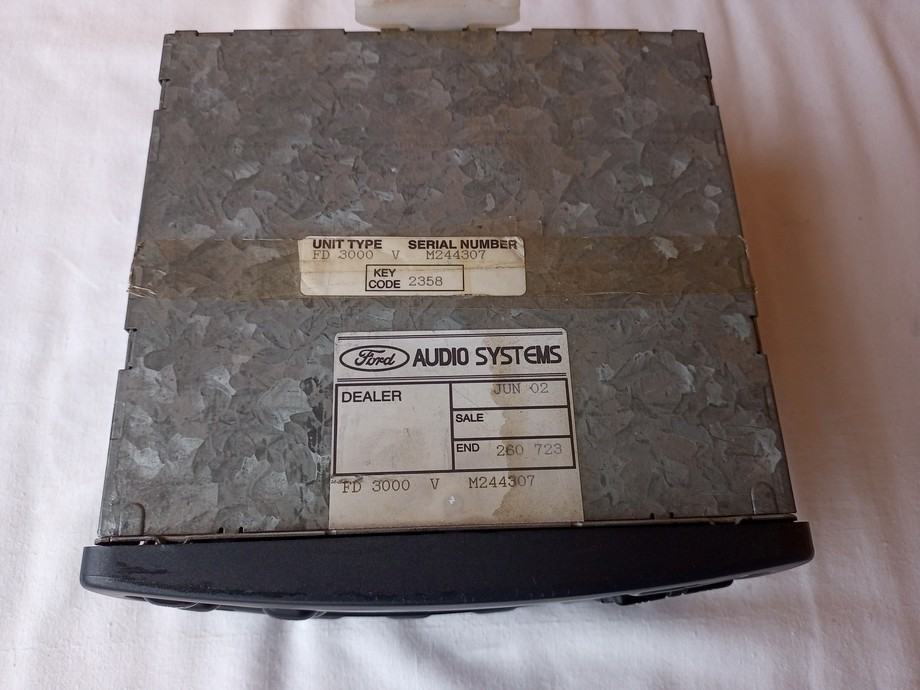 UNIT TYPE SERIAL NUMBER
FD 3000 V M244307
KEY
CODE 2358
Ford AUDIO SYSTEMS
DEALER
JUN 02
SALE
END 260 723
FD 3000 V M244307